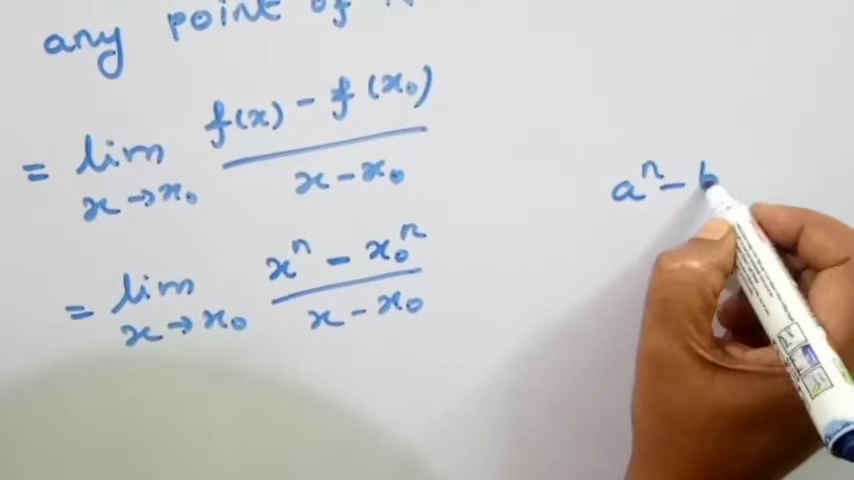 any point of
= lim x→x₀ (f(x) - f(x₀)) / (x - x₀)
= lim x→x₀ (xⁿ - x₀ⁿ) / (x - x₀)
aⁿ - b